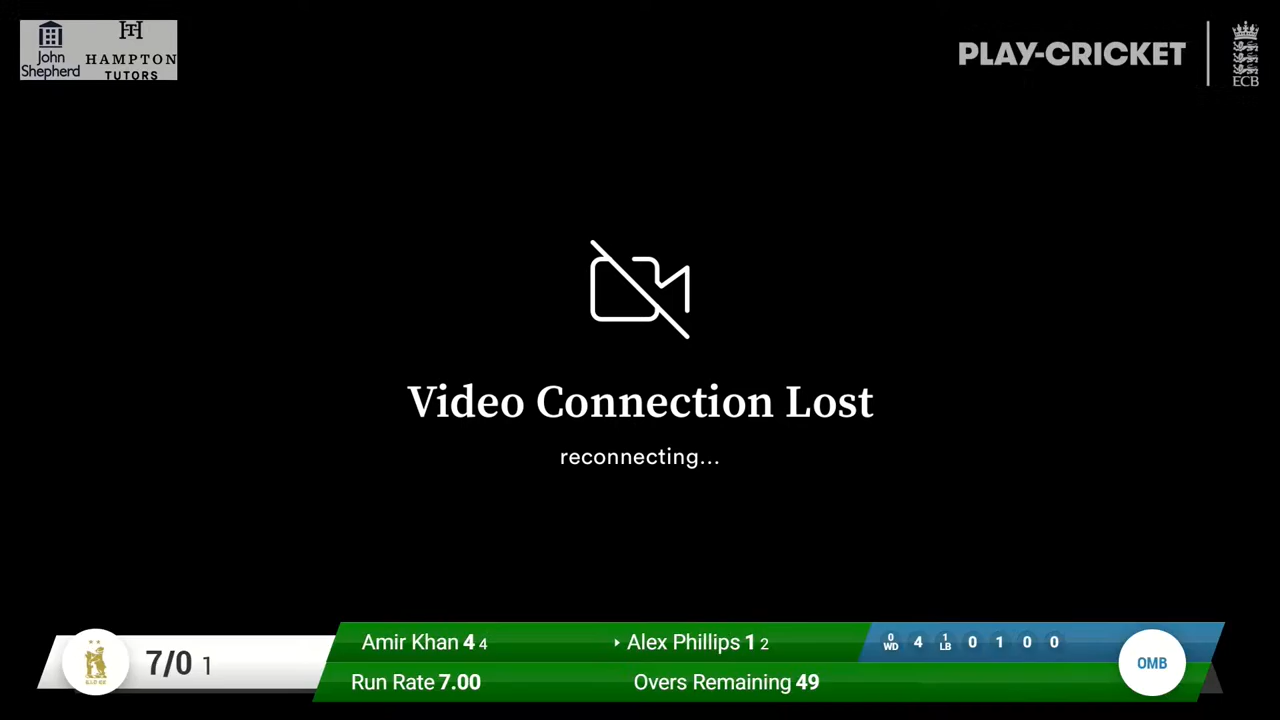 John
Shepherd
HAMPTON
TUTORS
PLAY-CRICKET
ECB
Video Connection Lost
reconnecting...
7/0 1
Amir Khan 4 4
Alex Phillips 1 2
0 WD 4 1 LB 0 1 0 0
OMB
Run Rate 7.00
Overs Remaining 49